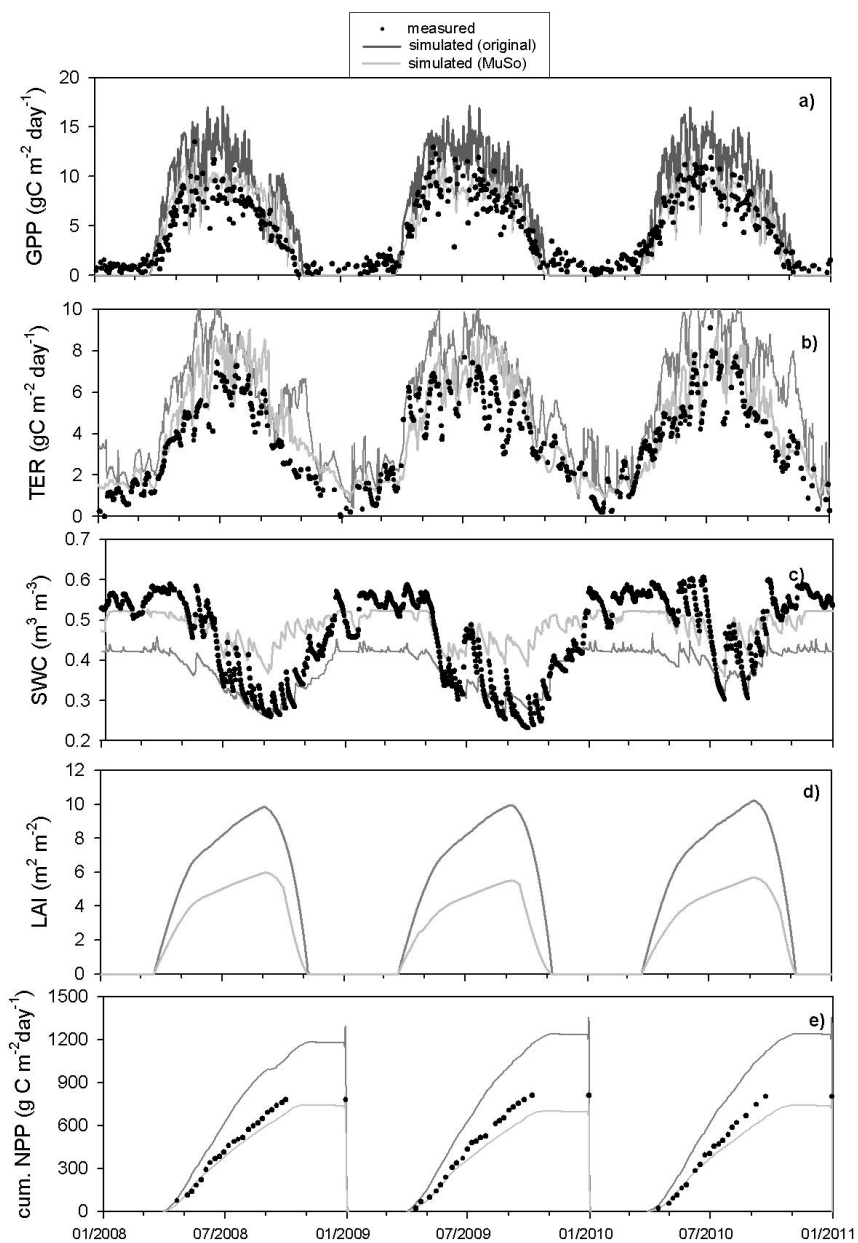 measured
simulated (original)
simulated (MuSo)
GPP (gC m⁻² day⁻¹)
20
15
10
5
0
a)
TER (gC m⁻² day⁻¹)
10
8
6
4
2
0
b)
SWC (m³ m⁻³)
0.7
0.6
0.5
0.4
0.3
0.2
c)
LAI (m² m⁻²)
12
10
8
6
4
2
0
d)
cum. NPP (g C m⁻²day⁻¹)
1500
1200
900
600
300
0
e)
01/2008 07/2008 01/2009 07/2009 01/2010 07/2010 01/2011